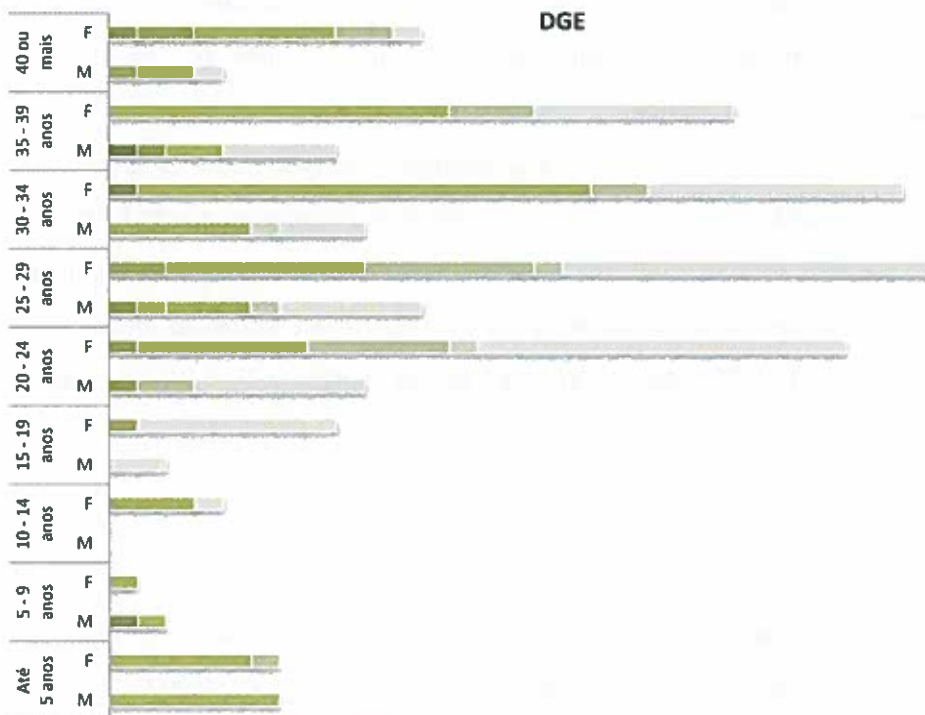 DGE
40 ou
mais
F
M
35 - 39
anos
F
M
30 - 34
anos
F
M
25 - 29
anos
F
M
20 - 24
anos
F
M
15 - 19
anos
F
M
10 - 14
anos
F
M
5 - 9
anos
F
M
Até
5 anos
F
M